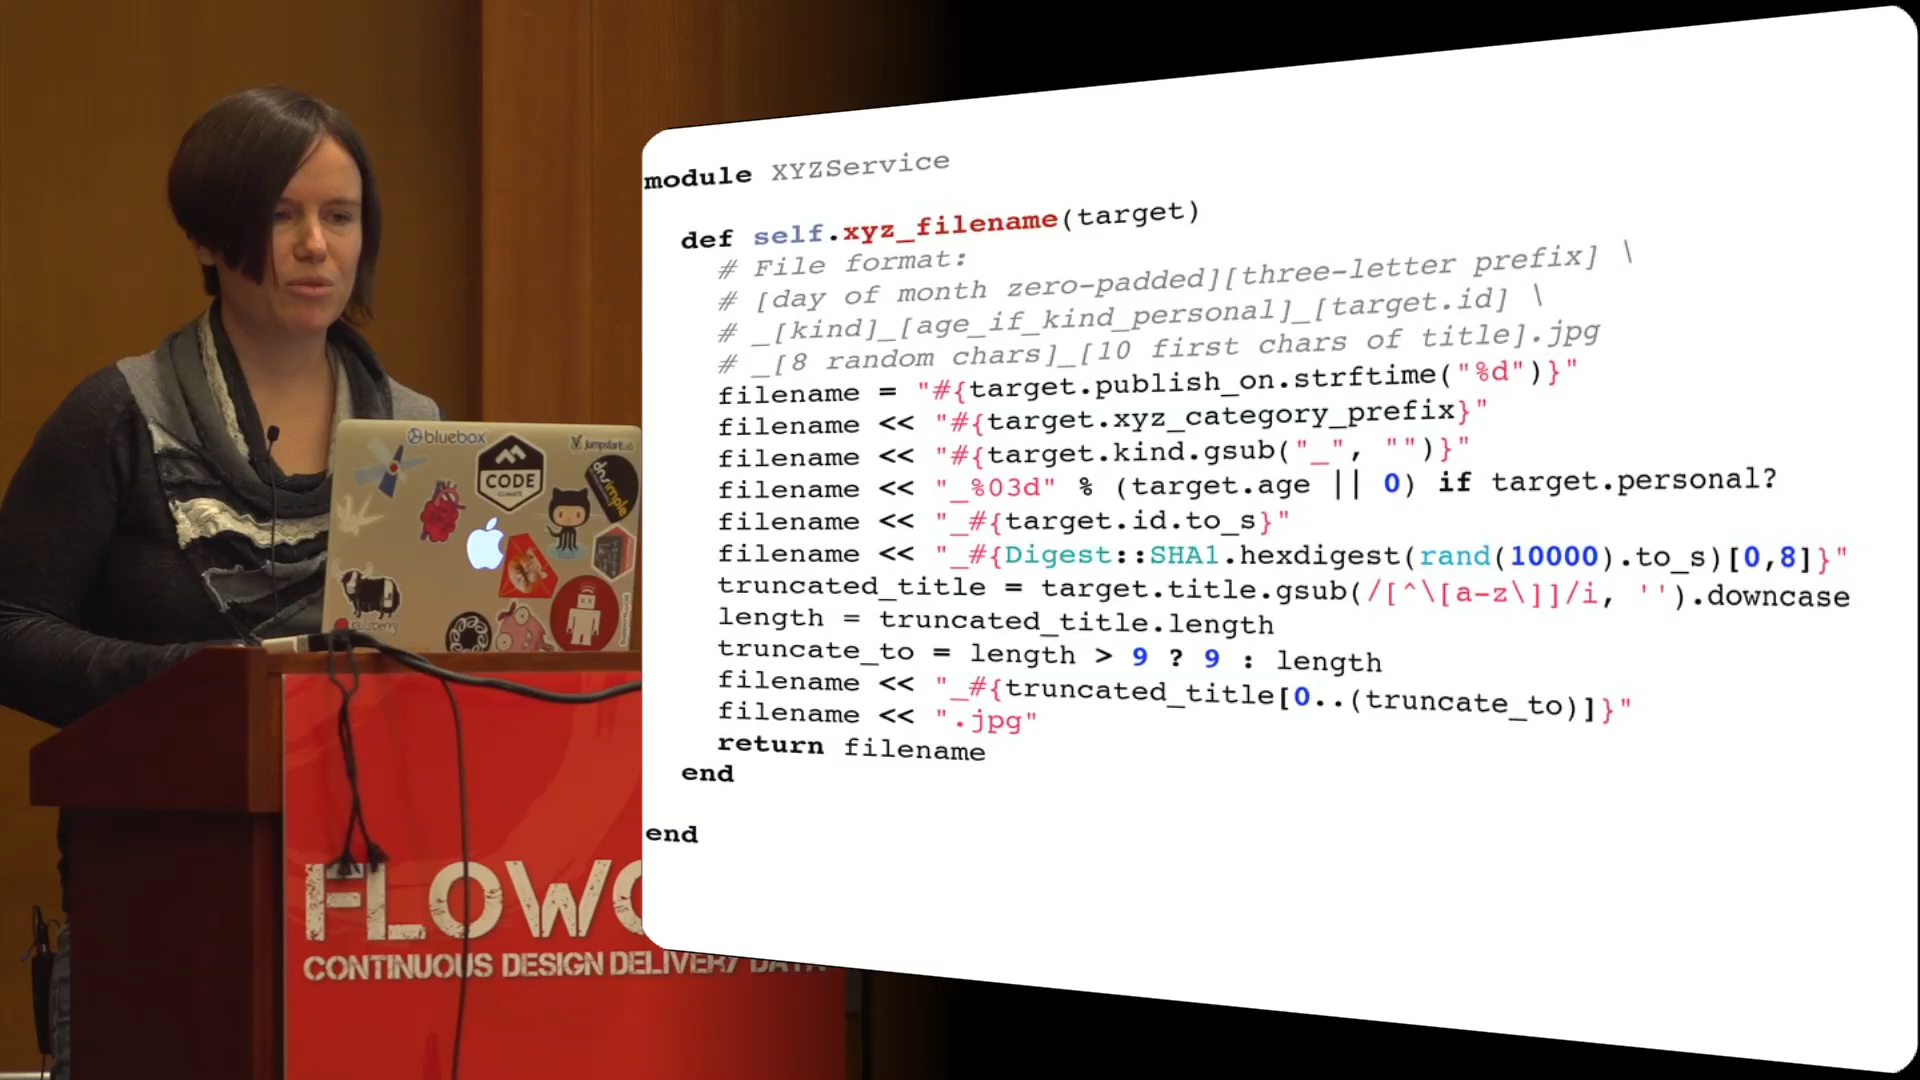 module XYZService
def self.xyz_filename(target)
# File format:
# [day of month zero-padded][three-letter prefix] \
# _[kind]_[age_if_kind_personal]_[target.id] \
# _[8 random chars]_[10 first chars of title].jpg
filename = "#{target.publish_on.strftime("%d")}"
filename << "#{target.xyz_category_prefix}"
filename << "#{target.kind.gsub("_", "")}"
filename << "_%03d" % (target.age || 0) if target.personal?
filename << "_#{target.id.to_s}"
filename << "_#{Digest::SHA1.hexdigest(rand(10000).to_s)[0,8]}"
truncated_title = target.title.gsub(/[^\[a-z\]]/i, '').downcase
length = truncated_title.length
truncate_to = length > 9 ? 9 : length
filename << "_#{truncated_title[0..(truncate_to)]}"
filename << ".jpg"
return filename
end
end
bluebox
CODE
CLIMATE
dnsimple
FLOWC
CONTINUOUS DESIGN DELIVERY DATA